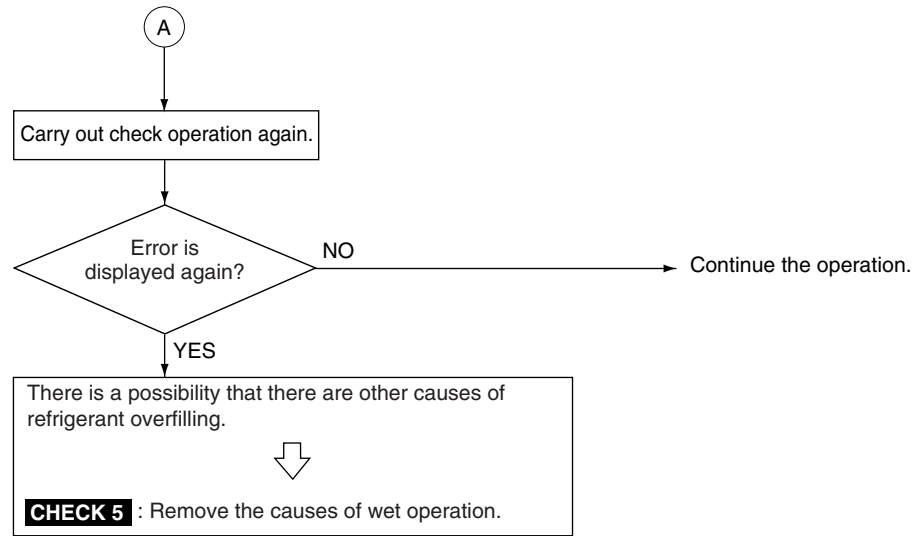 A
Carry out check operation again.
Error is
displayed again?
NO
Continue the operation.
YES
There is a possibility that there are other causes of
refrigerant overfilling.
CHECK 5 : Remove the causes of wet operation.